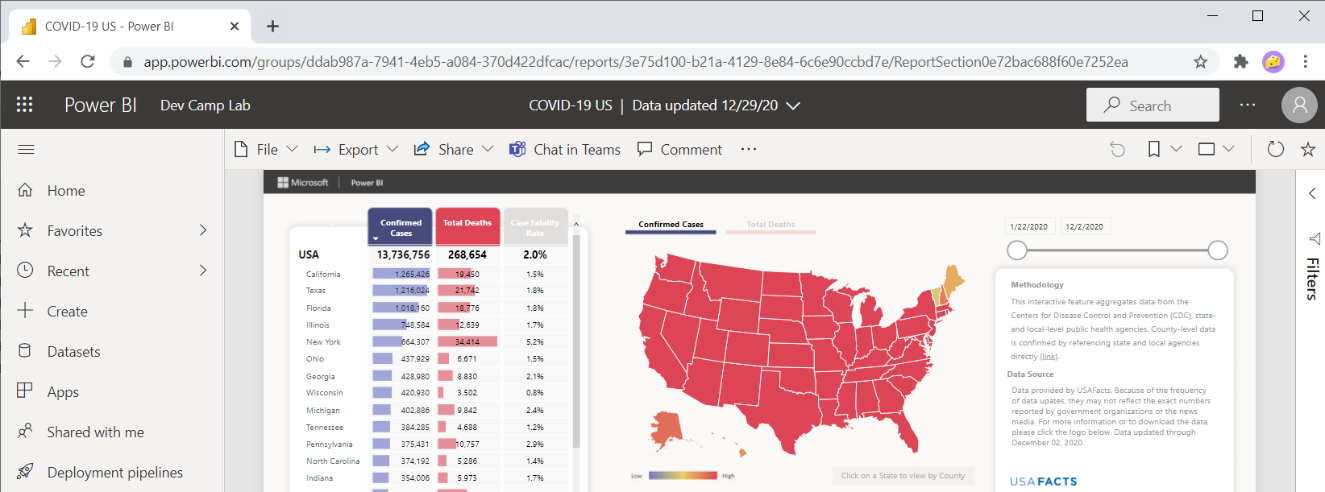 COVID-19 US - Power BI
app.powerbi.com/groups/ddab987a-7941-4eb5-a084-370d422dfcac/reports/3e75d100-b21a-4129-8e84-6c6e90ccbd7e/ReportSection0e72bac688f60e7252ea
Power BI Dev Camp Lab COVID-19 US | Data updated 12/29/20 Search
File Export Share Chat in Teams Comment
Home
Favorites
Recent
Create
Datasets
Apps
Shared with me
Deployment pipelines
Microsoft | Power BI
Confirmed Cases Total Deaths Case Fatality Rate
USA 13,736,756 268,654 2.0%
California 1,265,426 19,450 1.5%
Texas 1,216,024 21,742 1.8%
Florida 1,018,160 18,776 1.8%
Illinois 748,584 12,639 1.7%
New York 664,307 34,414 5.2%
Ohio 437,929 6,671 1.5%
Georgia 428,980 8,830 2.1%
Wisconsin 420,930 3,502 0.8%
Michigan 402,886 9,842 2.4%
Tennessee 384,285 4,688 1.2%
Pennsylvania 375,431 10,757 2.9%
North Carolina 374,192 5,286 1.4%
Indiana 354,006 5,973 1.7%
Confirmed Cases Total Deaths
Low High
Click on a State to view by County
1/22/2020 12/2/2020
Methodology
This interactive feature aggregates data from the
Centers for Disease Control and Prevention (CDC), state-
and local-level public health agencies. County-level data
is confirmed by referencing state and local agencies
directly (link).
Data Source
Data provided by USAFacts. Because of the frequency
of data upates, they may not reflect the exact numbers
reported by government organizations or the news
media. For more information or to download the data,
please click the logo below. Data updated through
December 02, 2020.
USAFACTS
Filters